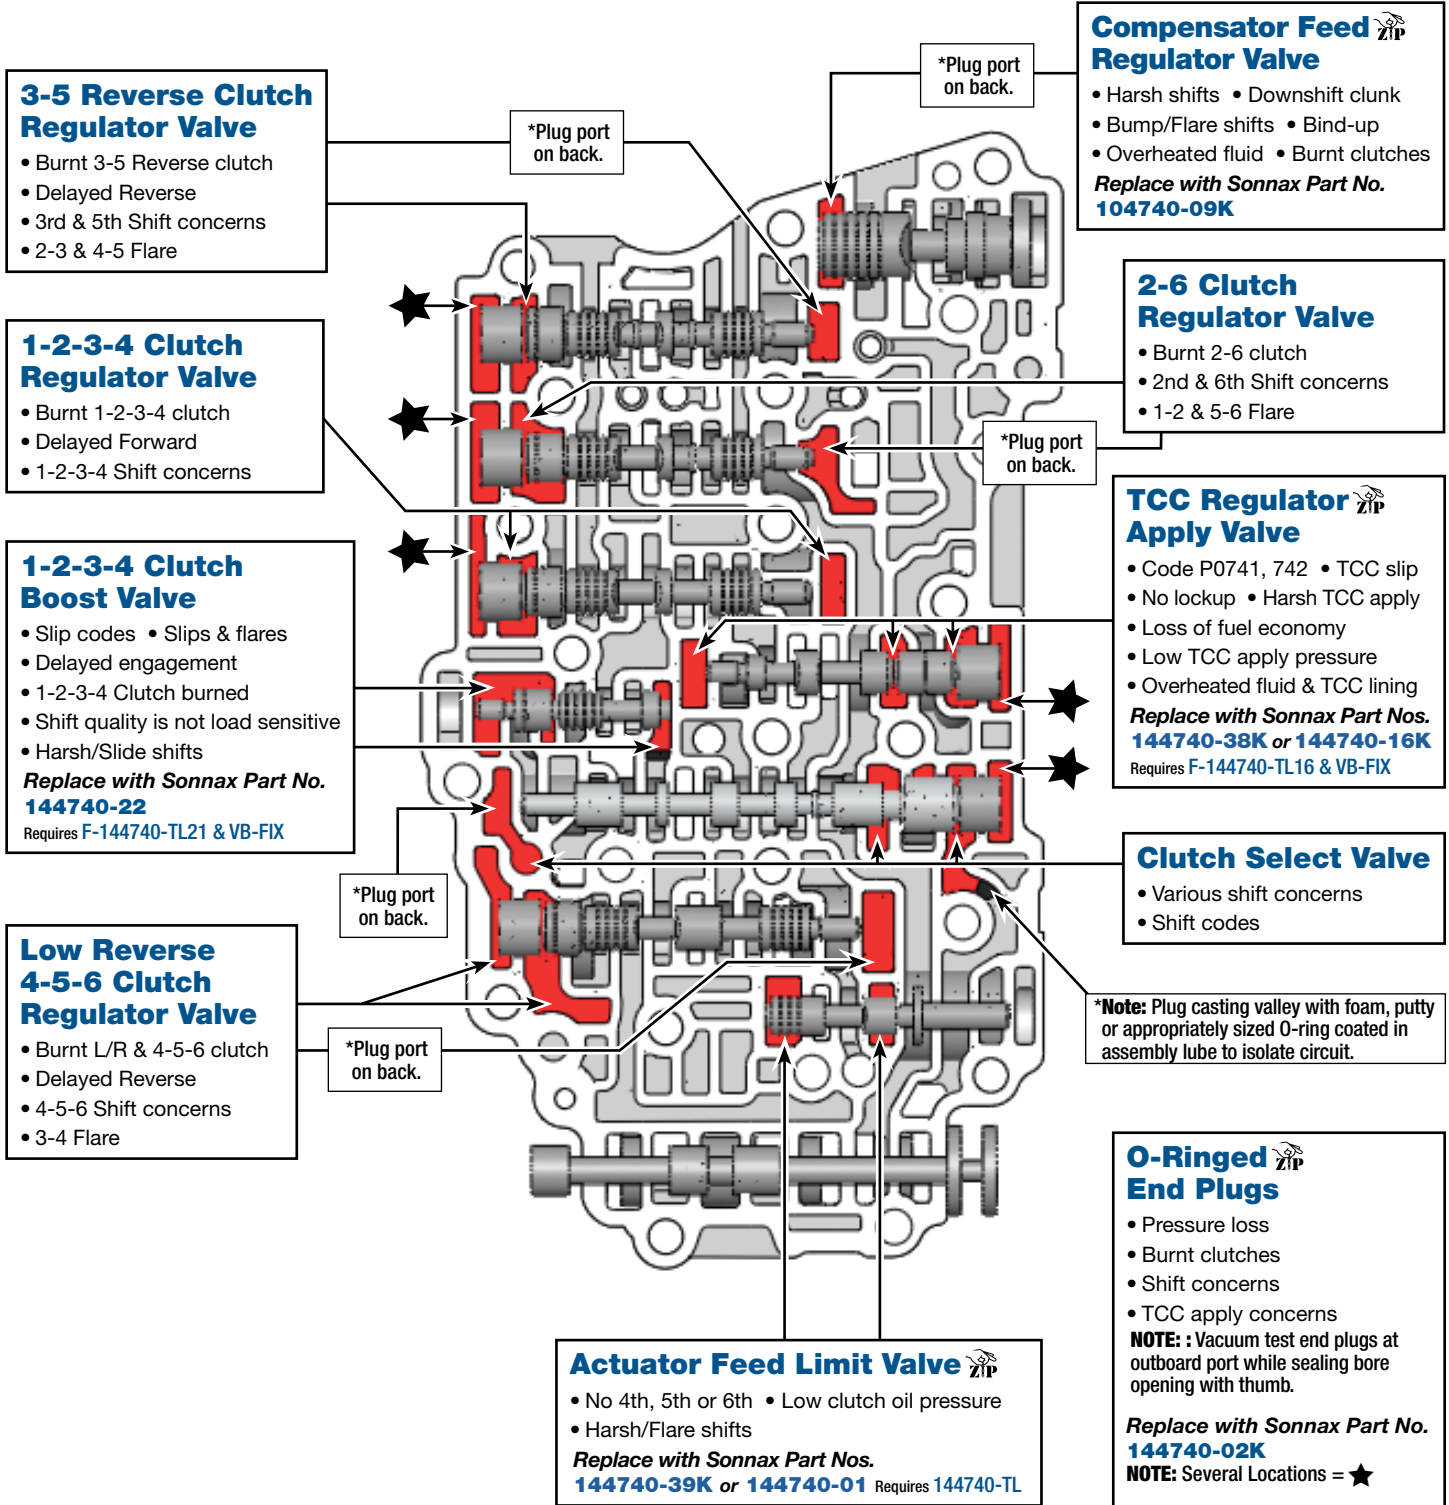 Compensator Feed ZIP
Regulator Valve
• Harsh shifts • Downshift clunk
• Bump/Flare shifts • Bind-up
• Overheated fluid • Burnt clutches
Replace with Sonnax Part No.
104740-09K
*Plug port
on back.
3-5 Reverse Clutch
Regulator Valve
• Burnt 3-5 Reverse clutch
• Delayed Reverse
• 3rd & 5th Shift concerns
• 2-3 & 4-5 Flare
*Plug port
on back.
2-6 Clutch
Regulator Valve
• Burnt 2-6 clutch
• 2nd & 6th Shift concerns
• 1-2 & 5-6 Flare
*Plug port
on back.
1-2-3-4 Clutch
Regulator Valve
• Burnt 1-2-3-4 clutch
• Delayed Forward
• 1-2-3-4 Shift concerns
TCC Regulator ZIP
Apply Valve
• Code P0741, 742 • TCC slip
• No lockup • Harsh TCC apply
• Loss of fuel economy
• Low TCC apply pressure
• Overheated fluid & TCC lining
Replace with Sonnax Part Nos.
144740-38K or 144740-16K
Requires F-144740-TL16 & VB-FIX
1-2-3-4 Clutch
Boost Valve
• Slip codes • Slips & flares
• Delayed engagement
• 1-2-3-4 Clutch burned
• Shift quality is not load sensitive
• Harsh/Slide shifts
Replace with Sonnax Part No.
144740-22
Requires F-144740-TL21 & VB-FIX
Clutch Select Valve
• Various shift concerns
• Shift codes
*Plug port
on back.
Low Reverse
4-5-6 Clutch
Regulator Valve
• Burnt L/R & 4-5-6 clutch
• Delayed Reverse
• 4-5-6 Shift concerns
• 3-4 Flare
*Plug port
on back.
*Note: Plug casting valley with foam, putty
or appropriately sized O-ring coated in
assembly lube to isolate circuit.
O-Ringed ZIP
End Plugs
• Pressure loss
• Burnt clutches
• Shift concerns
• TCC apply concerns
NOTE: : Vacuum test end plugs at
outboard port while sealing bore
opening with thumb.
Replace with Sonnax Part No.
144740-02K
NOTE: Several Locations = ★
Actuator Feed Limit Valve ZIP
• No 4th, 5th or 6th • Low clutch oil pressure
• Harsh/Flare shifts
Replace with Sonnax Part Nos.
144740-39K or 144740-01 Requires 144740-TL